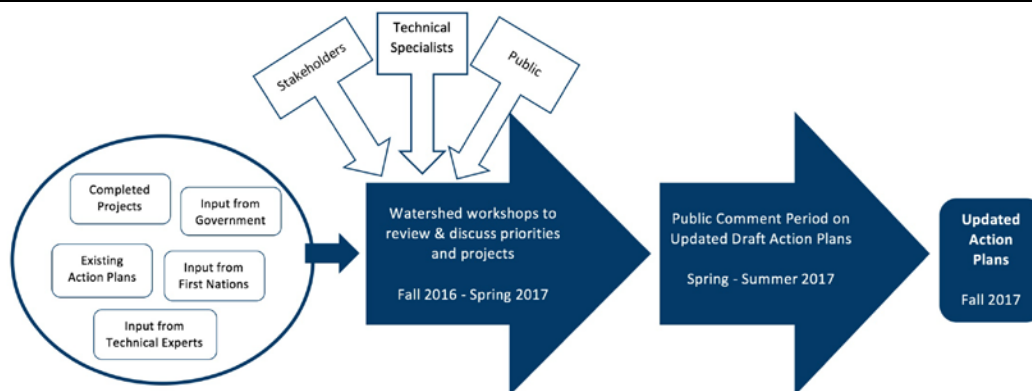 Stakeholders
Technical
Specialists
Public
Completed
Projects
Input from
Government
Existing
Action Plans
Input from
First Nations
Input from
Technical Experts
Watershed workshops to
review & discuss priorities
and projects
Fall 2016 - Spring 2017
Public Comment Period on
Updated Draft Action Plans
Spring - Summer 2017
Updated
Action
Plans
Fall 2017